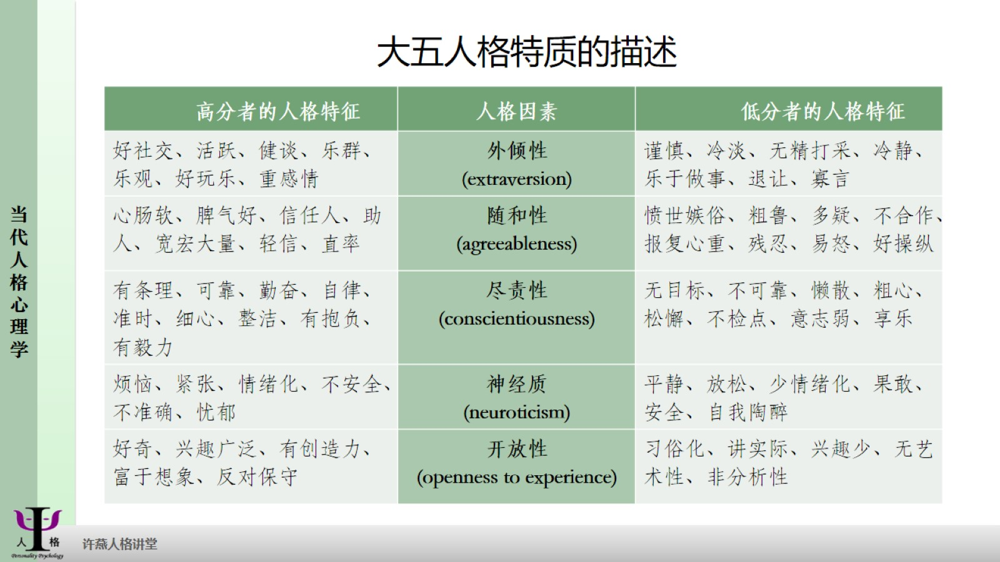 大五人格特质的描述
高分者的人格特征
人格因素
低分者的人格特征
好社交、活跃、健谈、乐群、
乐观、好玩乐、重感情
外倾性
(extraversion)
谨慎、冷淡、无精打采、冷静、
乐于做事、退让、寡言
心肠软、脾气好、信任人、助
人、宽宏大量、轻信、直率
随和性
(agreeableness)
愤世嫉俗、粗鲁、多疑、不合作、
报复心重、残忍、易怒、好操纵
有条理、可靠、勤奋、自律、
准时、细心、整洁、有抱负、
有毅力
尽责性
(conscientiousness)
无目标、不可靠、懒散、粗心、
松懈、不检点、意志弱、享乐
烦恼、紧张、情绪化、不安全、
不准确、忧郁
神经质
(neuroticism)
平静、放松、少情绪化、果敢、
安全、自我陶醉
好奇、兴趣广泛、有创造力、
富于想象、反对保守
开放性
(openness to experience)
习俗化、讲实际、兴趣少、无艺
术性、非分析性
当代人格心理学
人 格
Personality Psychology
许燕人格讲堂